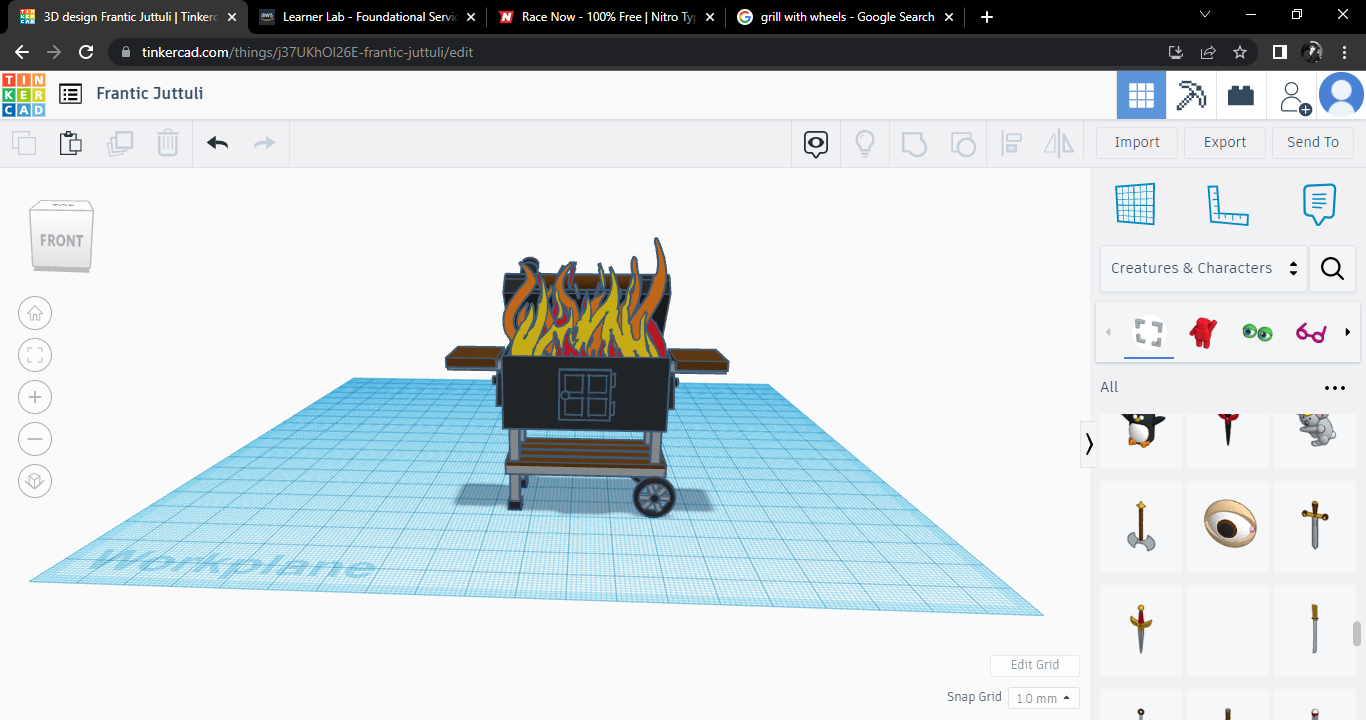 3D design Frantic Juttuli | Tinkerc
Learner Lab - Foundational Servic
Race Now - 100% Free | Nitro Typ
grill with wheels - Google Search
tinkercad.com/things/j37UKhOl26E-frantic-juttuli/edit
TIN
KER
CAD
Frantic Juttuli
Import
Export
Send To
FRONT
Creatures & Characters
All
Workplane
Edit Grid
Snap Grid
1.0 mm